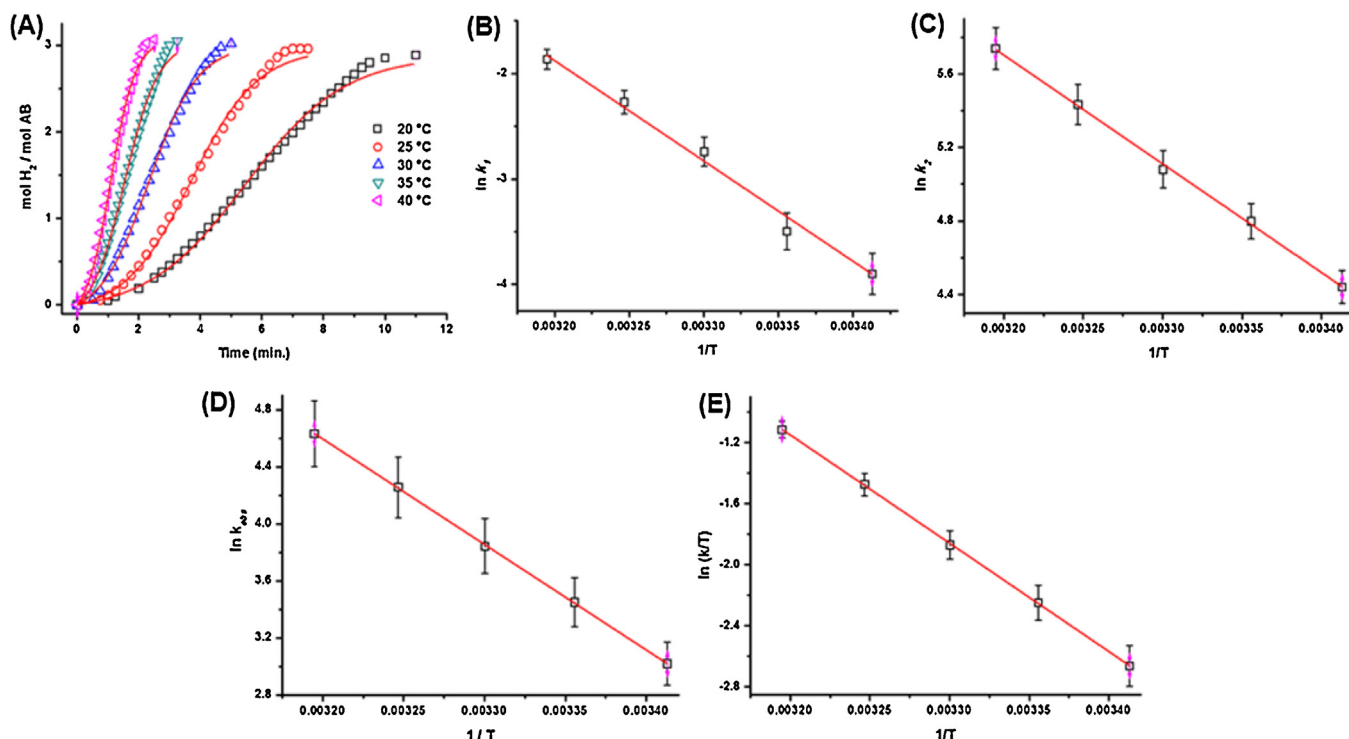 (A)
mol H₂ / mol AB
3
2
1
0
0 2 4 6 8 10 12
Time (min.)
20 °C
25 °C
30 °C
35 °C
40 °C
(B)
ln k₁
-2
-3
-4
0.00320 0.00325 0.00330 0.00335 0.00340
1/T
(C)
ln k₂
5.6
5.2
4.8
4.4
0.00320 0.00325 0.00330 0.00335 0.00340
1/T
(D)
ln k
4.8
4.4
4.0
3.6
3.2
2.8
0.00320 0.00325 0.00330 0.00335 0.00340
1 / T
(E)
ln (k/T)
-1.2
-1.6
-2.0
-2.4
-2.8
0.00320 0.00325 0.00330 0.00335 0.00340
1/T